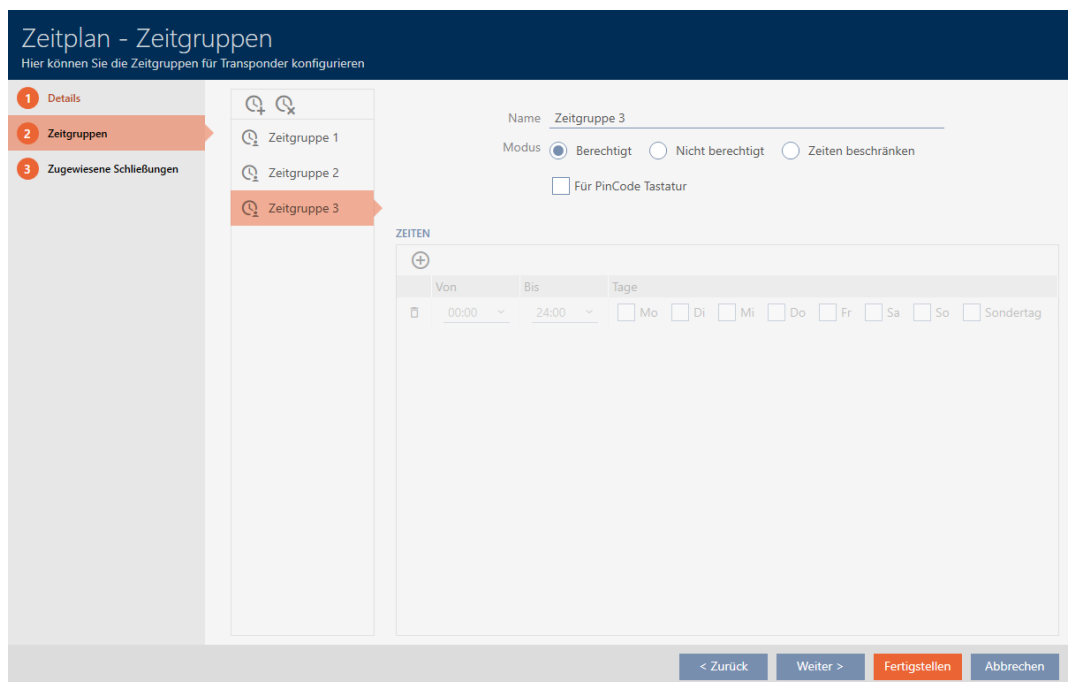 Zeitplan - Zeitgruppen
Hier können Sie die Zeitgruppen für Transponder konfigurieren
1 Details
2 Zeitgruppen
3 Zugewiesene Schließungen
Zeitgruppe 1
Zeitgruppe 2
Zeitgruppe 3
Name Zeitgruppe 3
Modus Berechtigt Nicht berechtigt Zeiten beschränken
Für PinCode Tastatur
ZEITEN
Von Bis Tage
00:00 24:00 Mo Di Mi Do Fr Sa So Sondertag
< Zurück Weiter > Fertigstellen Abbrechen